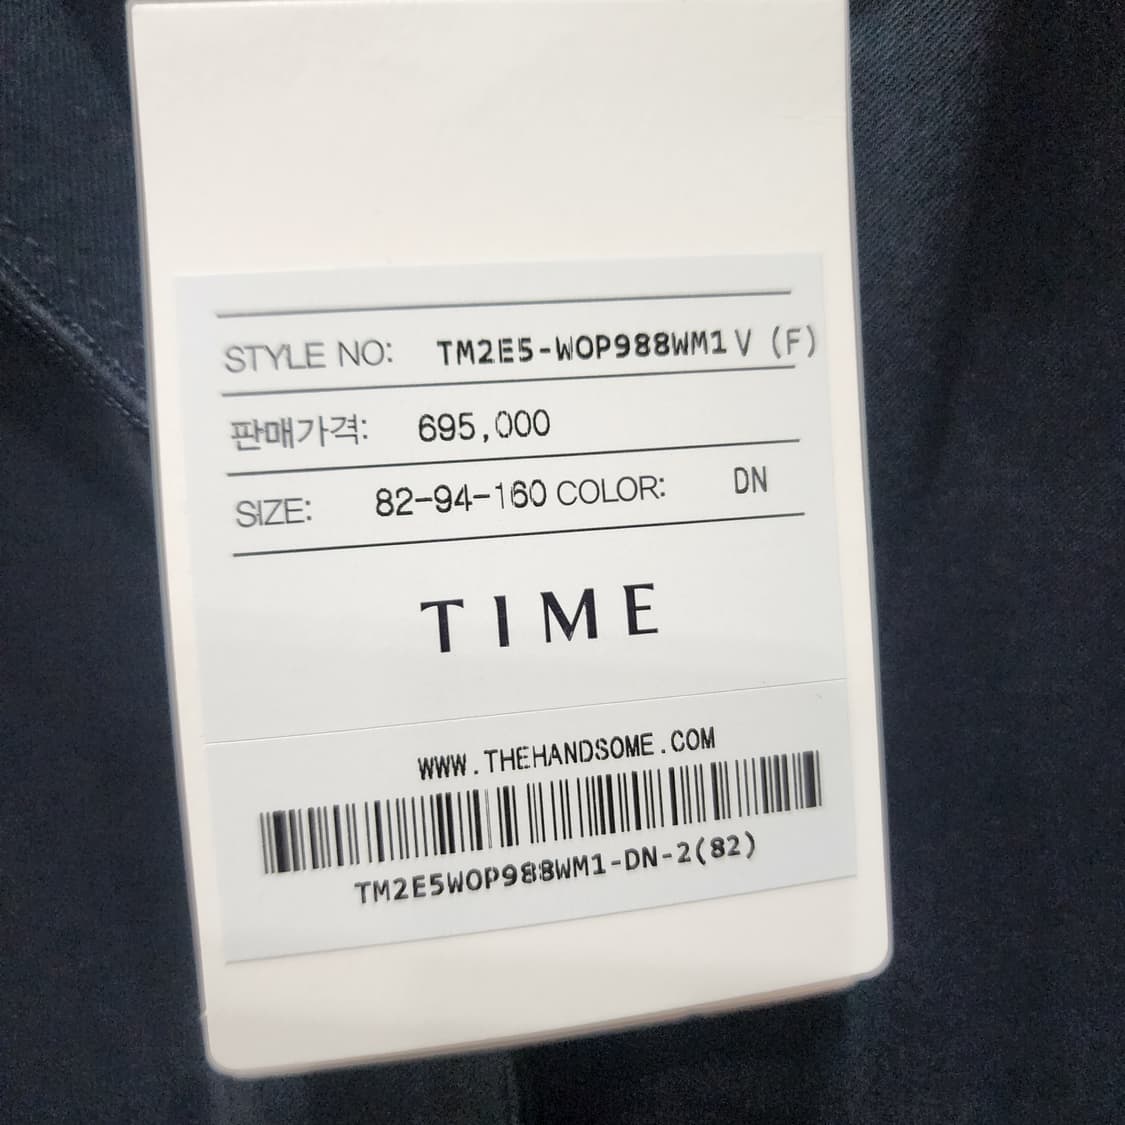 STYLE NO: TM2E5-WOP988WM1 V (F)
판매가격: 695,000
SIZE: 82-94-160 COLOR: DN
TIME
WWW.THEHANDSOME.COM
TM2E5WOP988WM1-DN-2(82)